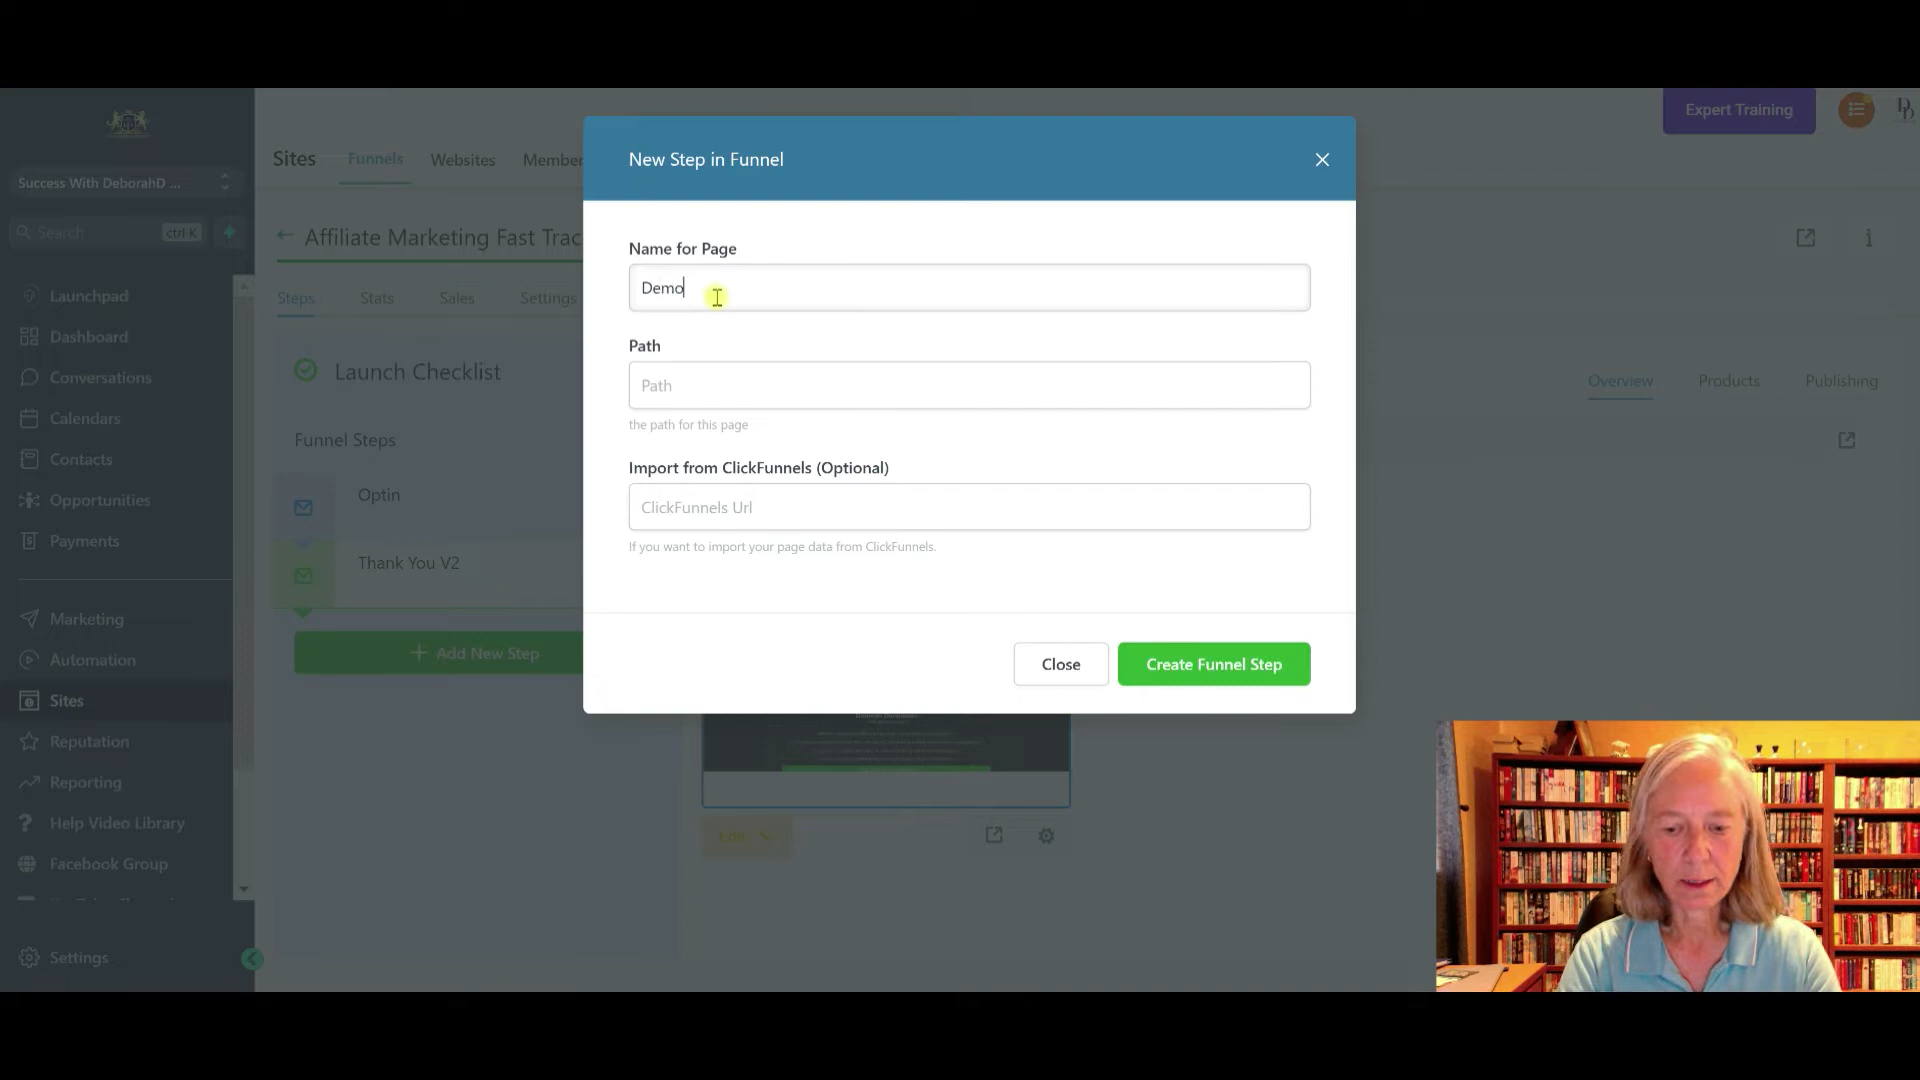 Expert Training
Sites
Funnels
Websites
Member
New Step in Funnel
Success With DeborahD ...
Search
ctrl K
Affiliate Marketing Fast Trac
Name for Page
Demo
Steps
Stats
Sales
Settings
Path
Path
the path for this page
Launch Checklist
Overview
Products
Publishing
Funnel Steps
Import from ClickFunnels (Optional)
ClickFunnels Url
If you want to import your page data from ClickFunnels.
Optin
Thank You V2
Add New Step
Close
Create Funnel Step
Edit
Launchpad
Dashboard
Conversations
Calendars
Contacts
Opportunities
Payments
Marketing
Automation
Sites
Reputation
Reporting
Help Video Library
Facebook Group
Settings